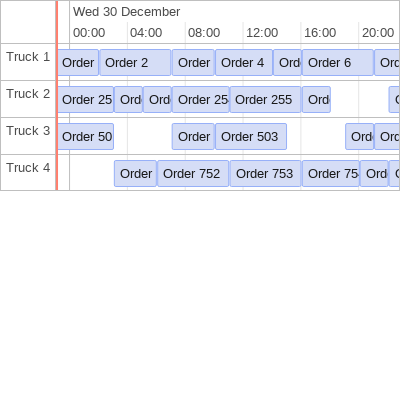 Wed 30 December
00:00 04:00 08:00 12:00 16:00 20:00
Truck 1 Order Order 2 Order Order 4 Ord Order 6 Ord
Truck 2 Order 25 Ord Ord Order 25 Order 255 Ord
Truck 3 Order 50 Order Order 503 Ord Ord
Truck 4 Order Order 752 Order 753 Order 75 Ord